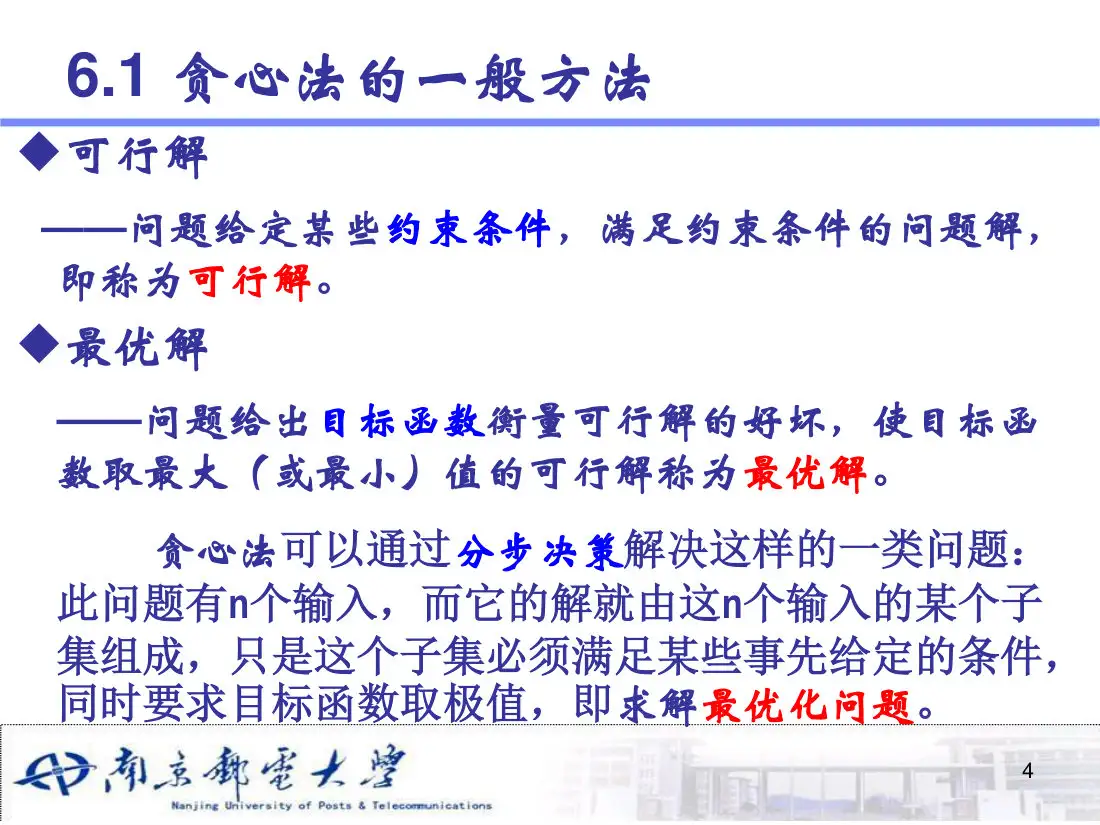 6.1 贪心法的一般方法
◆可行解
——问题给定某些约束条件，满足约束条件的问题解，
即称为可行解。
◆最优解
——问题给出目标函数衡量可行解的好坏，使目标函
数取最大（或最小）值的可行解称为最优解。
贪心法可以通过分步决策解决这样的一类问题：
此问题有n个输入，而它的解就由这n个输入的某个子
集组成，只是这个子集必须满足某些事先给定的条件，
同时要求目标函数取极值，即求解最优化问题。
南京郵電大學
Nanjing University of Posts & Telecommunications
4